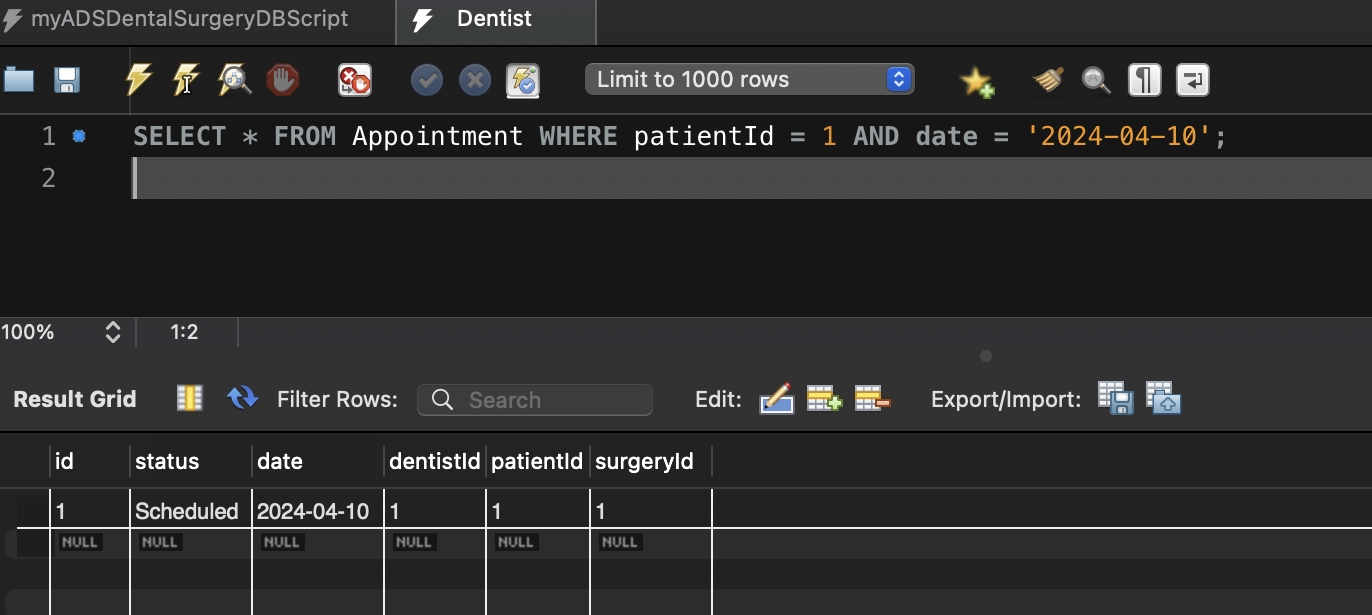 myADSDentalSurgeryDBScript Dentist
Limit to 1000 rows
1 SELECT * FROM Appointment WHERE patientId = 1 AND date = '2024-04-10';
2
100% 1:2
Result Grid Filter Rows: Search Edit: Export/Import:
id status date dentistId patientId surgeryId
1 Scheduled 2024-04-10 1 1 1
NULL NULL NULL NULL NULL NULL